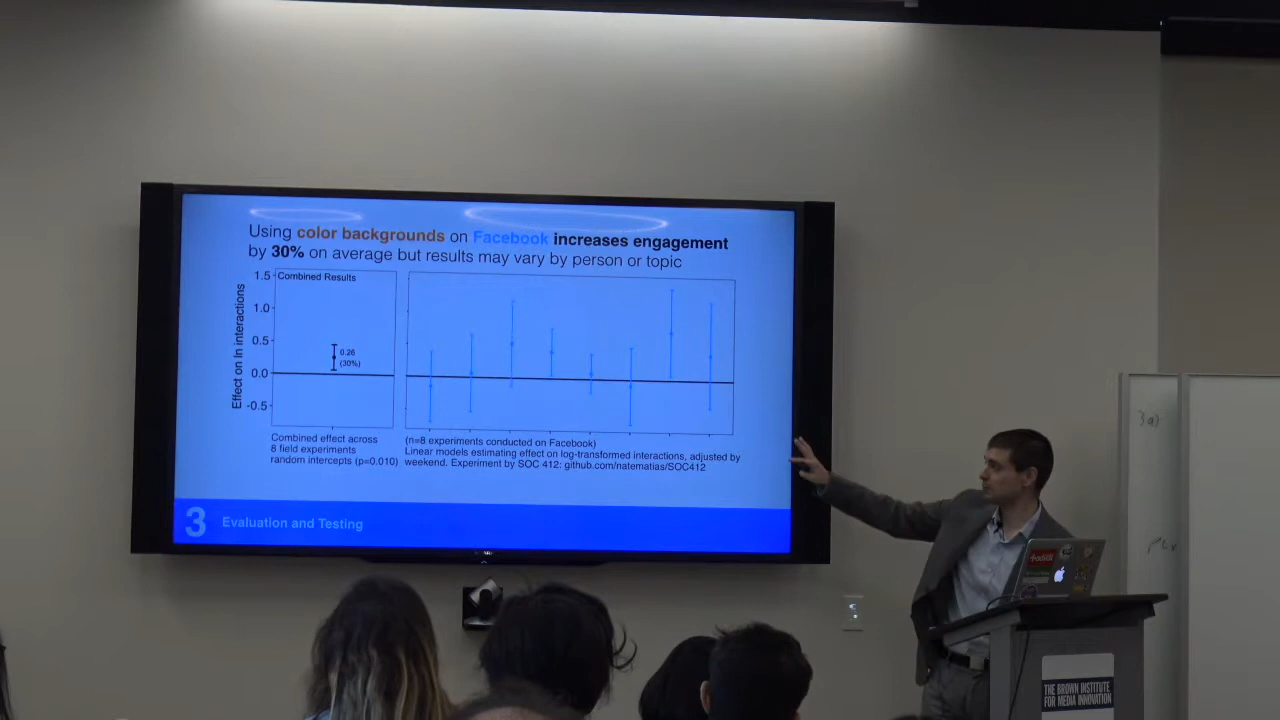 Using color backgrounds on Facebook increases engagement
by 30% on average but results may vary by person or topic
1.5
Combined Results
1.0
0.5
0.0
-0.5
Effect on ln interactions
0.26
(30%)
Combined effect across
8 field experiments
random intercepts (p=0.010)
(n=8 experiments conducted on Facebook)
Linear models estimating effect on log-transformed interactions, adjusted by
weekend. Experiment by SOC 412: github.com/natematias/SOC412
3 Evaluation and Testing
THE BROWN INSTITUTE
FOR MEDIA INNOVATION